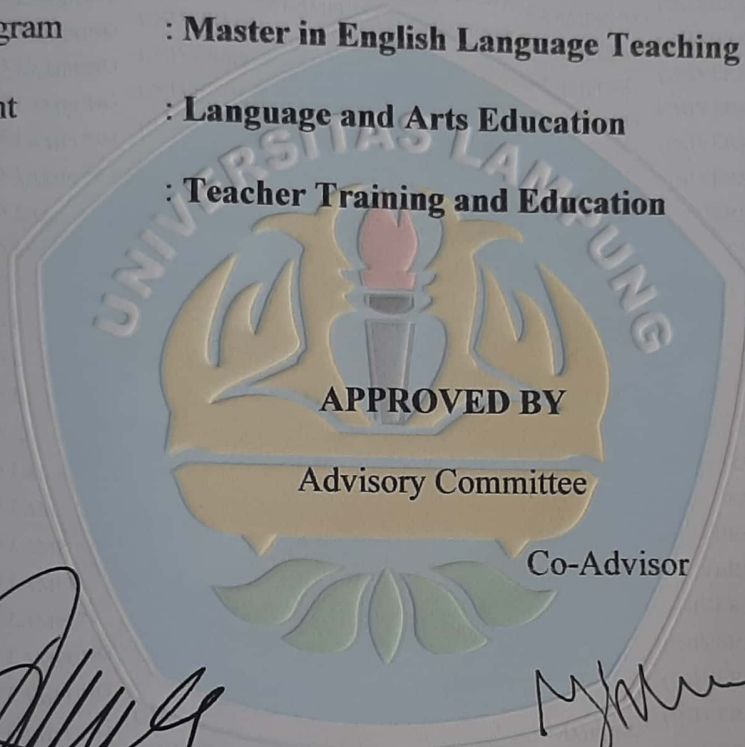 gram : Master in English Language Teaching
nt : Language and Arts Education
: Teacher Training and Education
UNIVERSITAS LAMPUNG
APPROVED BY
Advisory Committee
Co-Advisor